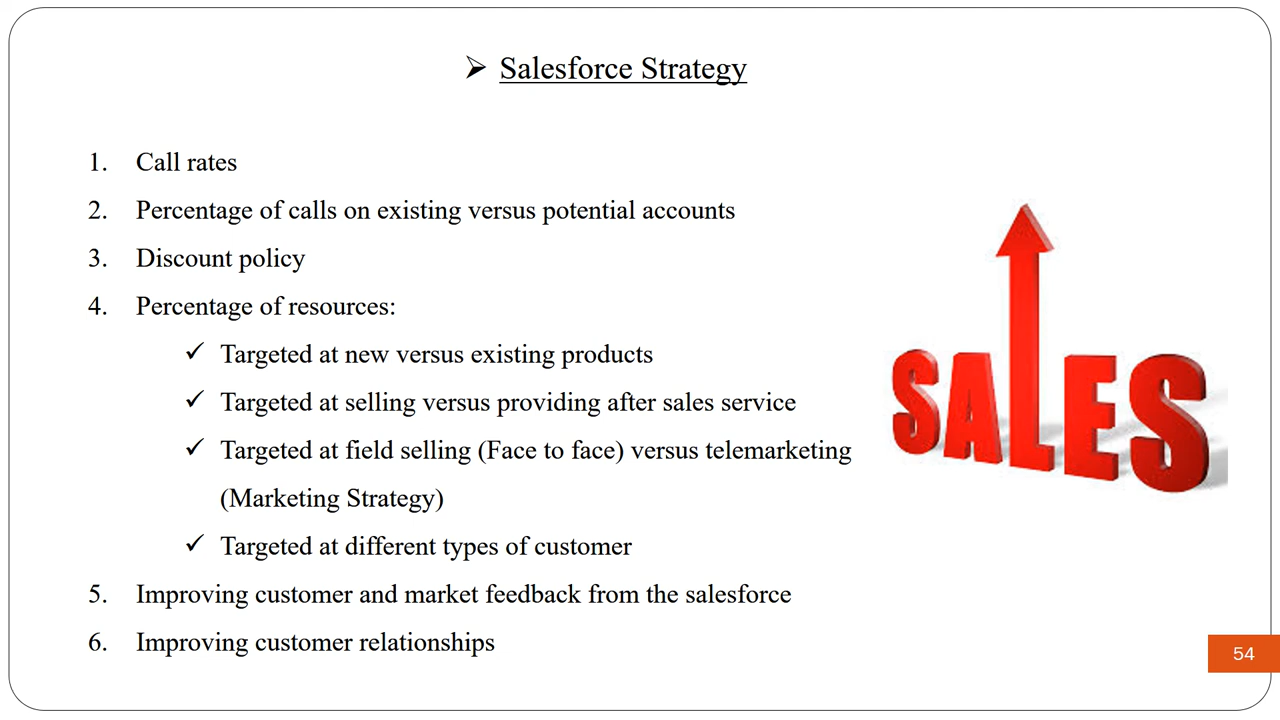 ➢ Salesforce Strategy
1. Call rates
2. Percentage of calls on existing versus potential accounts
3. Discount policy
4. Percentage of resources:
✓ Targeted at new versus existing products
✓ Targeted at selling versus providing after sales service
✓ Targeted at field selling (Face to face) versus telemarketing
(Marketing Strategy)
✓ Targeted at different types of customer
5. Improving customer and market feedback from the salesforce
6. Improving customer relationships
SALES
54